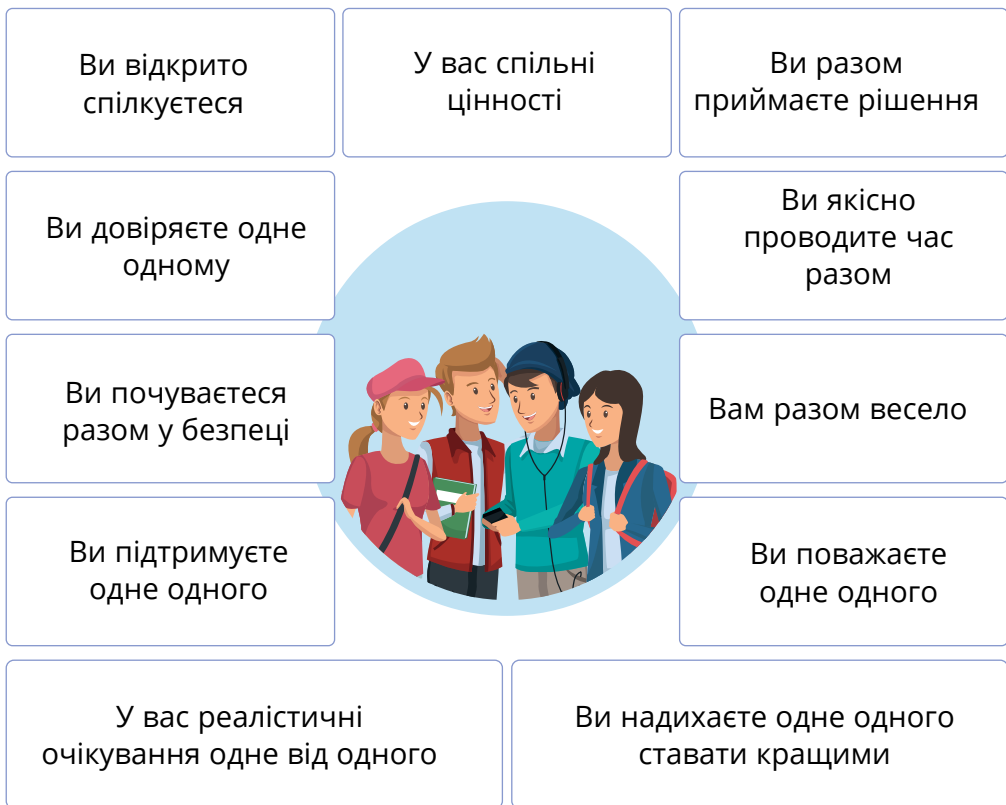 Ви відкрито
спілкуєтеся
У вас спільні
цінності
Ви разом
приймаєте рішення
Ви довіряєте одне
одному
Ви якісно
проводите час
разом
Ви почуваєтеся
разом у безпеці
Вам разом весело
Ви підтримуєте
одне одного
Ви поважаєте
одне одного
У вас реалістичні
очікування одне від одного
Ви надихаєте одне одного
ставати кращими